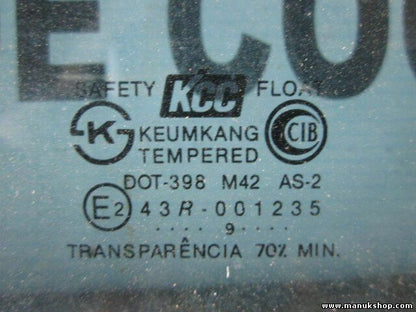 E COO
SAFETY KCC FLOAT
K KEUMKANG CIB
TEMPERED
DOT-398 M42 AS-2
E2 43R-001235
.... 9 ....
TRANSPARÊNCIA 70% MIN.
www.manukshop.com